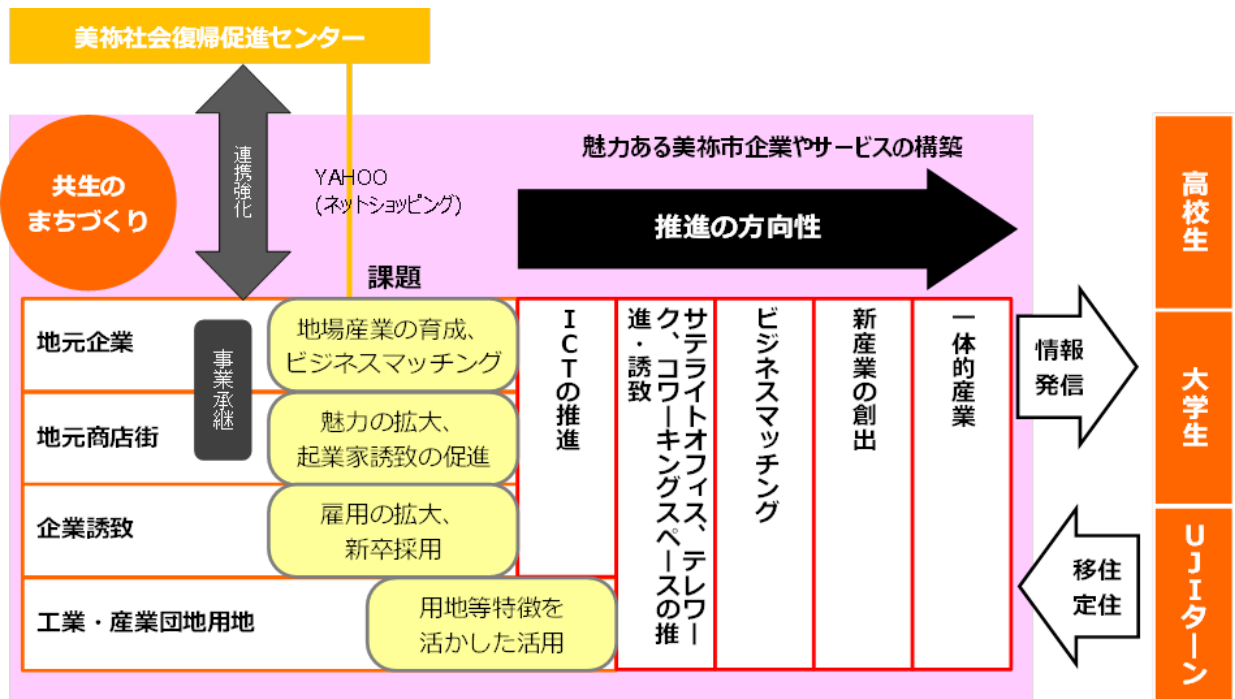 美祢社会復帰促進センター
連携強化
共生の
まちづくり
YAHOO
(ネットショッピング)
魅力ある美祢市企業やサービスの構築
推進の方向性
課題
地元企業
地元商店街
企業誘致
工業・産業団地用地
事業承継
地場産業の育成、
ビジネスマッチング
魅力の拡大、
起業家誘致の促進
雇用の拡大、
新卒採用
用地等特徴を
活かした活用
ICTの推進
サテライトオフィス、テレワー
ク、コワーキングスペースの推
進・誘致
ビジネスマッチング
新産業の創出
一体的産業
情報
発信
移住
定住
高校生
大学生
UJIターン